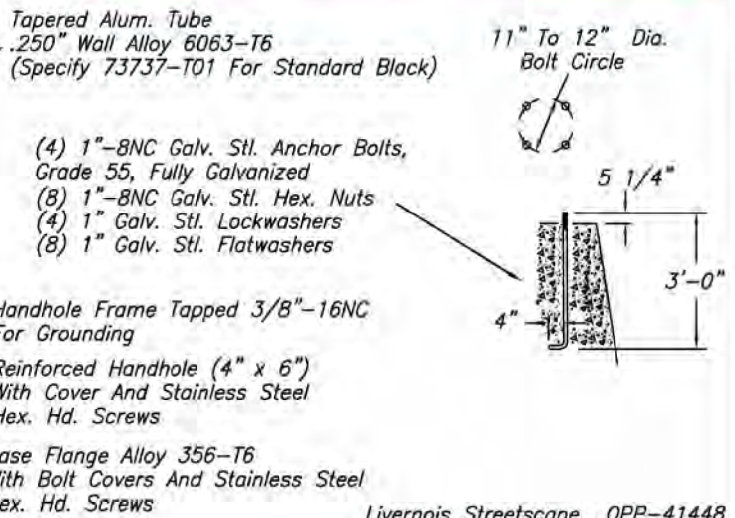 Tapered Alum. Tube
.250" Wall Alloy 6063-T6
(Specify 73737-T01 For Standard Black)
11" To 12" Dia.
Bolt Circle
(4) 1"-8NC Galv. Stl. Anchor Bolts,
Grade 55, Fully Galvanized
(8) 1"-8NC Galv. Stl. Hex. Nuts
(4) 1" Galv. Stl. Lockwashers
(8) 1" Galv. Stl. Flatwashers
5 1/4"
3'-0"
4"
Handhole Frame Tapped 3/8"-16NC
For Grounding
Reinforced Handhole (4" x 6")
With Cover And Stainless Steel
Hex. Hd. Screws
ase Flange Alloy 356-T6
ith Bolt Covers And Stainless Steel
ex. Hd. Screws
Livernois Streetscape OPP-41448